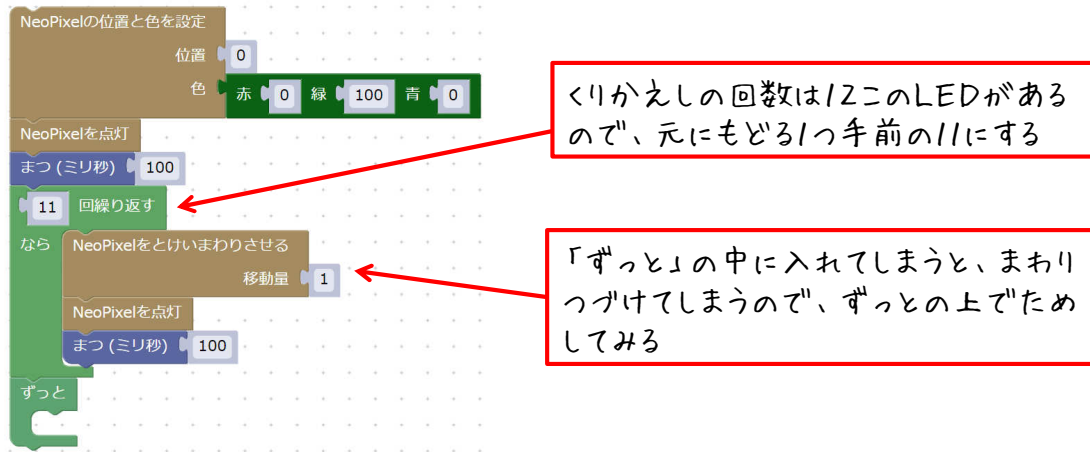 NeoPixelの位置と色を設定
位置 0
色 赤 0 緑 100 青 0
NeoPixelを点灯
まつ (ミリ秒) 100
11 回繰り返す
なら NeoPixelをとけいまわりさせる
移動量 1
NeoPixelを点灯
まつ (ミリ秒) 100
ずっと
くりかえしの回数は12このLEDがある
ので、元にもどる1つ手前の11にする
「ずっと」の中に入れてしまうと、まわり
つづけてしまうので、ずっとの上でため
してみる